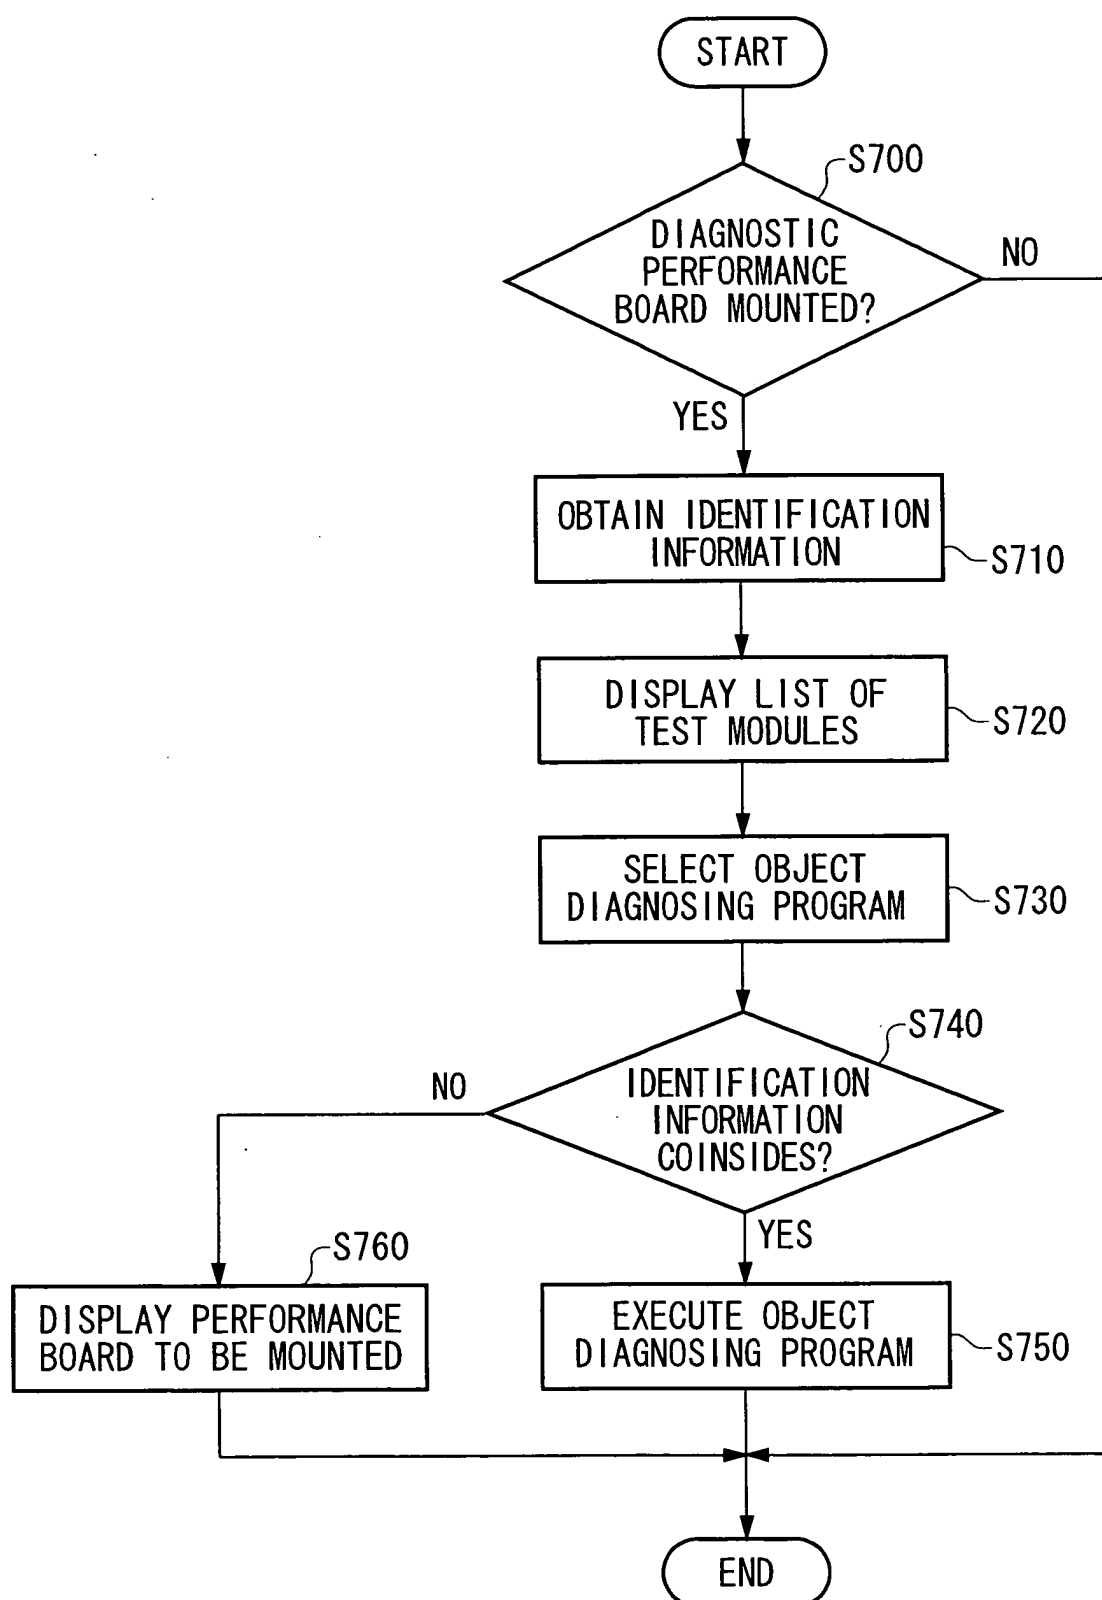 START
S700
DIAGNOSTIC
PERFORMANCE
BOARD MOUNTED?
NO
YES
OBTAIN IDENTIFICATION
INFORMATION
S710
DISPLAY LIST OF
TEST MODULES
S720
SELECT OBJECT
DIAGNOSING PROGRAM
S730
S740
IDENTIFICATION
INFORMATION
COINSIDES?
NO
YES
S760
DISPLAY PERFORMANCE
BOARD TO BE MOUNTED
EXECUTE OBJECT
DIAGNOSING PROGRAM
S750
END